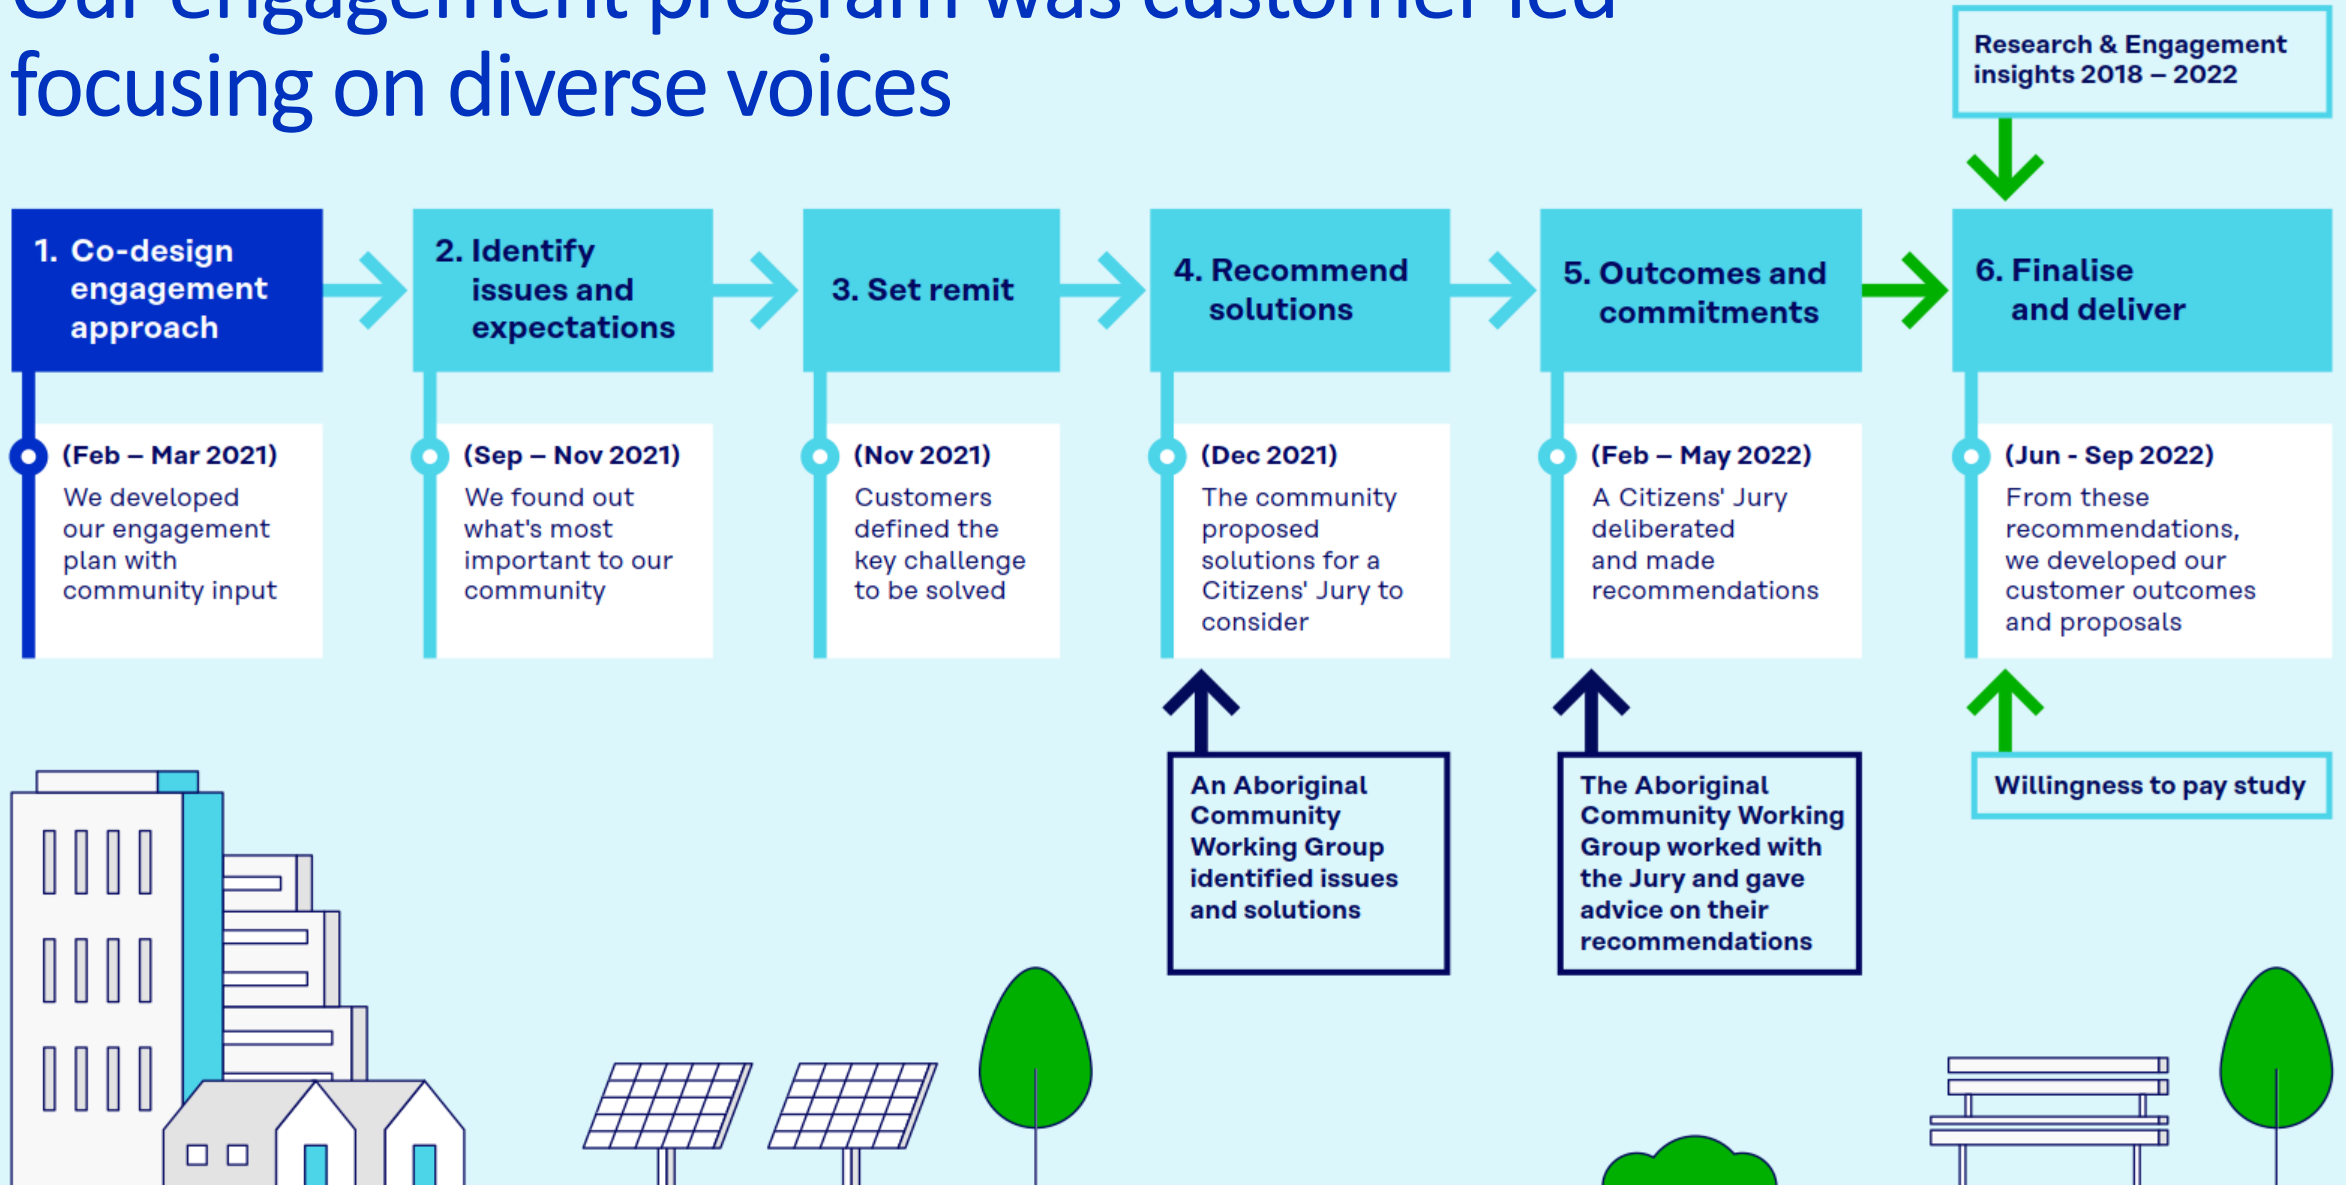 Our engagement program was customer-led
focusing on diverse voices
Research & Engagement
insights 2018 – 2022
1. Co-design
engagement
approach
2. Identify
issues and
expectations
3. Set remit
4. Recommend
solutions
5. Outcomes and
commitments
6. Finalise
and deliver
(Feb – Mar 2021)
We developed
our engagement
plan with
community input
(Sep – Nov 2021)
We found out
what's most
important to our
community
(Nov 2021)
Customers
defined the
key challenge
to be solved
(Dec 2021)
The community
proposed
solutions for a
Citizens' Jury to
consider
(Feb – May 2022)
A Citizens' Jury
deliberated
and made
recommendations
(Jun - Sep 2022)
From these
recommendations,
we developed our
customer outcomes
and proposals
An Aboriginal
Community
Working Group
identified issues
and solutions
The Aboriginal
Community Working
Group worked with
the Jury and gave
advice on their
recommendations
Willingness to pay study